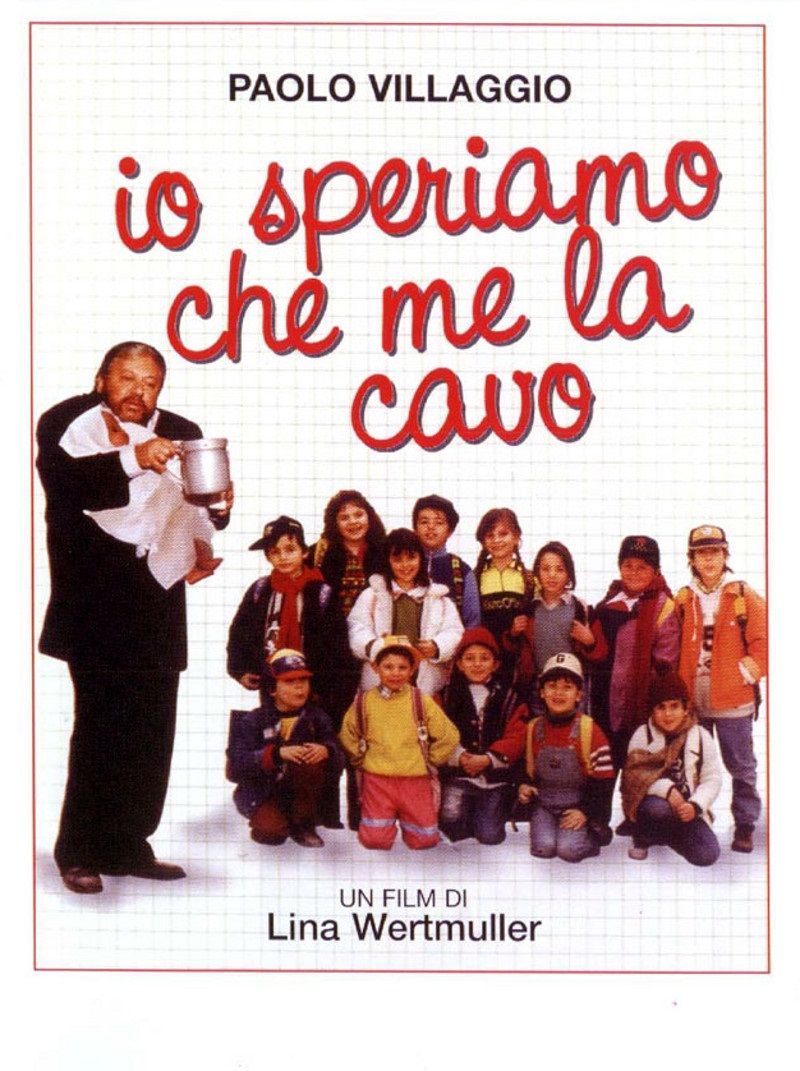 PAOLO VILLAGGIO
io speriamo
che me la
cavo
UN FILM DI
Lina Wertmuller